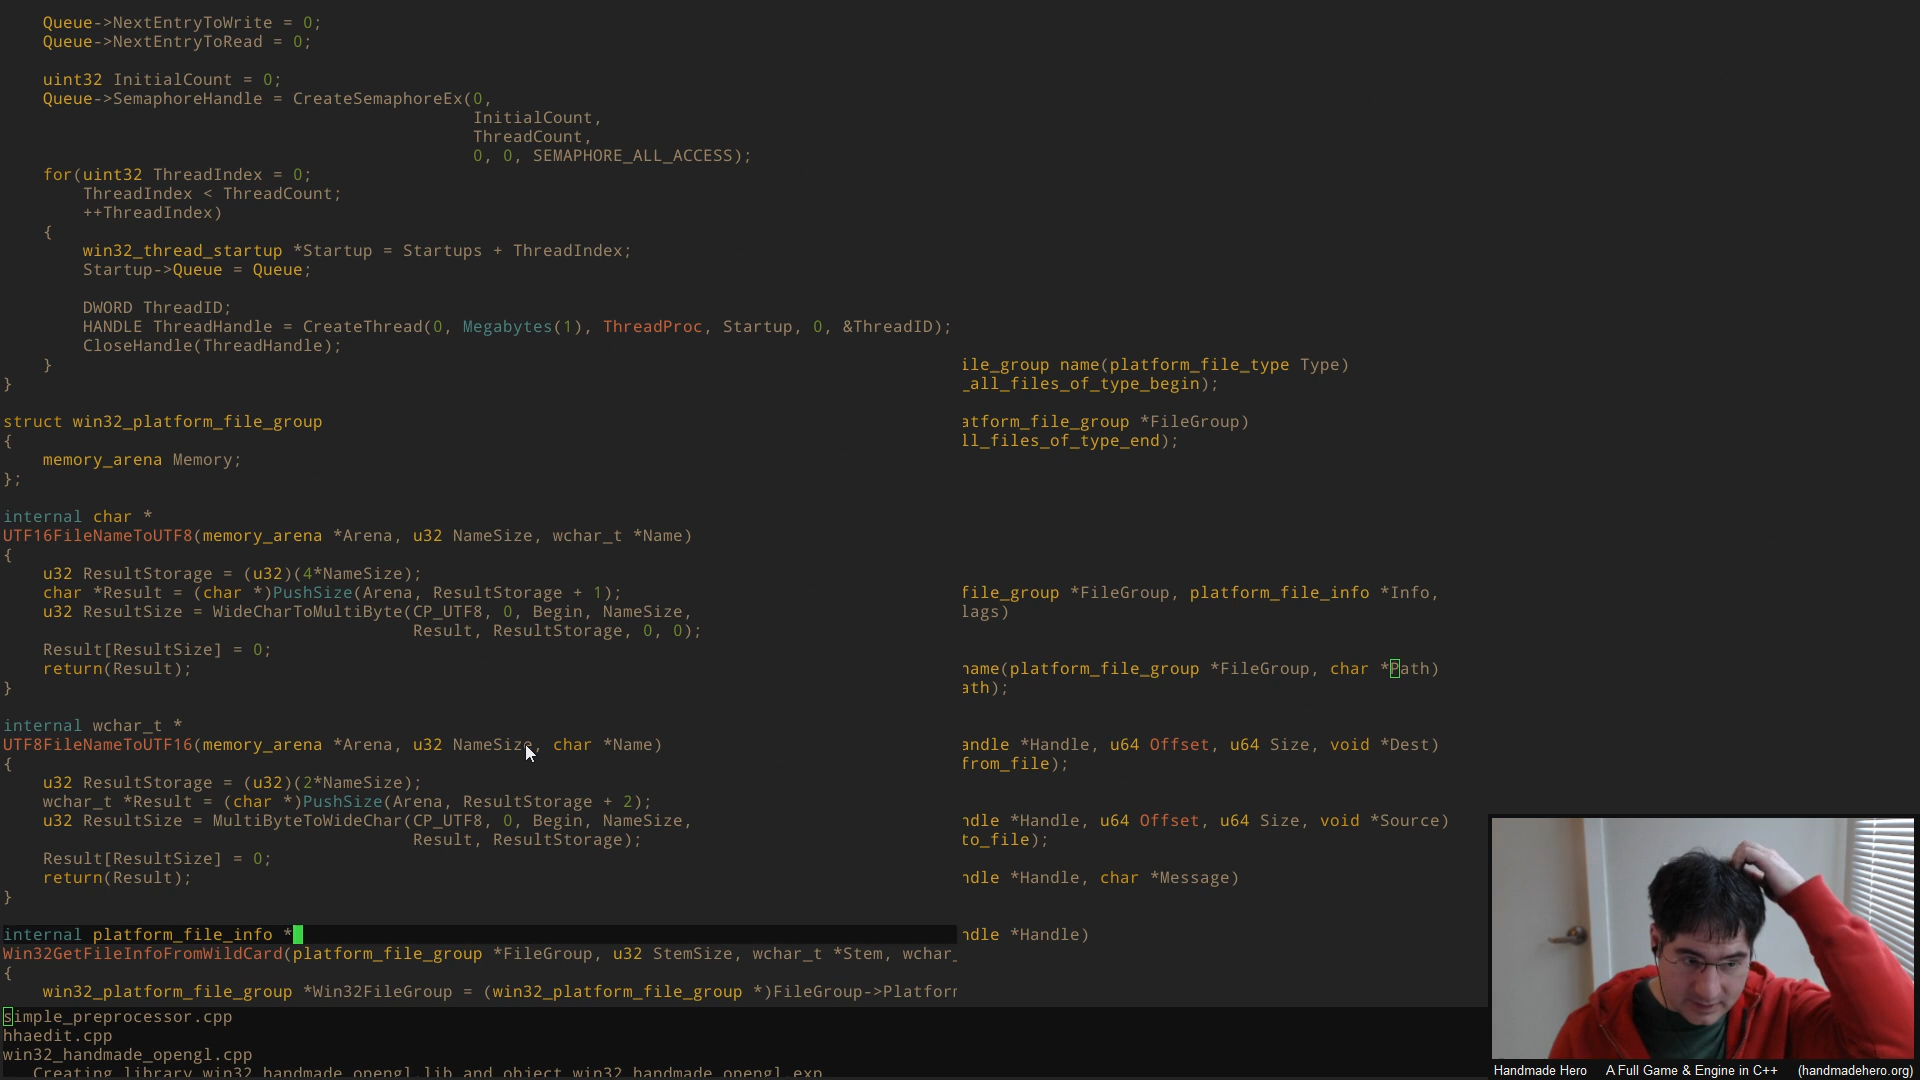 Queue->NextEntryToWrite = 0;
Queue->NextEntryToRead = 0;
uint32 InitialCount = 0;
Queue->SemaphoreHandle = CreateSemaphoreEx(0,
InitialCount,
ThreadCount,
0, 0, SEMAPHORE_ALL_ACCESS);
for(uint32 ThreadIndex = 0;
ThreadIndex < ThreadCount;
++ThreadIndex)
{
win32_thread_startup *Startup = Startups + ThreadIndex;
Startup->Queue = Queue;
DWORD ThreadID;
HANDLE ThreadHandle = CreateThread(0, Megabytes(1), ThreadProc, Startup, 0, &ThreadID);
CloseHandle(ThreadHandle);
}
}
struct win32_platform_file_group
{
memory_arena Memory;
};
internal char *
UTF16FileNameToUTF8(memory_arena *Arena, u32 NameSize, wchar_t *Name)
{
u32 ResultStorage = (u32)(4*NameSize);
char *Result = (char *)PushSize(Arena, ResultStorage + 1);
u32 ResultSize = WideCharToMultiByte(CP_UTF8, 0, Begin, NameSize,
Result, ResultStorage, 0, 0);
Result[ResultSize] = 0;
return(Result);
}
internal wchar_t *
UTF8FileNameToUTF16(memory_arena *Arena, u32 NameSize, char *Name)
{
u32 ResultStorage = (u32)(2*NameSize);
wchar_t *Result = (char *)PushSize(Arena, ResultStorage + 2);
u32 ResultSize = MultiByteToWideChar(CP_UTF8, 0, Begin, NameSize,
Result, ResultStorage);
Result[ResultSize] = 0;
return(Result);
}
internal platform_file_info *
Win32GetFileInfoFromWildCard(platform_file_group *FileGroup, u32 StemSize, wchar_t *Stem, wchar_
{
win32_platform_file_group *Win32FileGroup = (win32_platform_file_group *)FileGroup->Platfor
ile_group name(platform_file_type Type)
_all_files_of_type_begin);
atform_file_group *FileGroup)
ll_files_of_type_end);
file_group *FileGroup, platform_file_info *Info,
lags)
name(platform_file_group *FileGroup, char *Path)
ath);
andle *Handle, u64 Offset, u64 Size, void *Dest)
from_file);
ndle *Handle, u64 Offset, u64 Size, void *Source)
to_file);
ndle *Handle, char *Message)
ndle *Handle)
simple_preprocessor.cpp
hhaedit.cpp
win32_handmade_opengl.cpp
Creating library win32_handmade_opengl.lib and object win32_handmade_opengl.exp
Handmade Hero A Full Game & Engine in C++ (handmadehero.org)